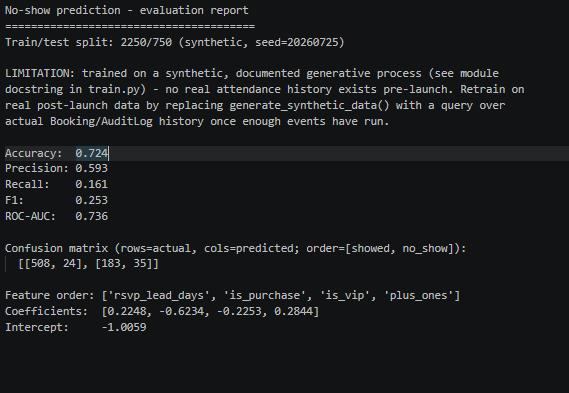 No-show prediction - evaluation report
=======================================
Train/test split: 2250/750 (synthetic, seed=20260725)
LIMITATION: trained on a synthetic, documented generative process (see module
docstring in train.py) - no real attendance history exists pre-launch. Retrain on
real post-launch data by replacing generate_synthetic_data() with a query over
actual Booking/AuditLog history once enough events have run.
Accuracy:  0.724
Precision: 0.593
Recall:    0.161
F1:        0.253
ROC-AUC:   0.736
Confusion matrix (rows=actual, cols=predicted; order=[showed, no_show]):
  [[508, 24], [183, 35]]
Feature order: ['rsvp_lead_days', 'is_purchase', 'is_vip', 'plus_ones']
Coefficients:  [0.2248, -0.6234, -0.2253, 0.2844]
Intercept:     -1.0059